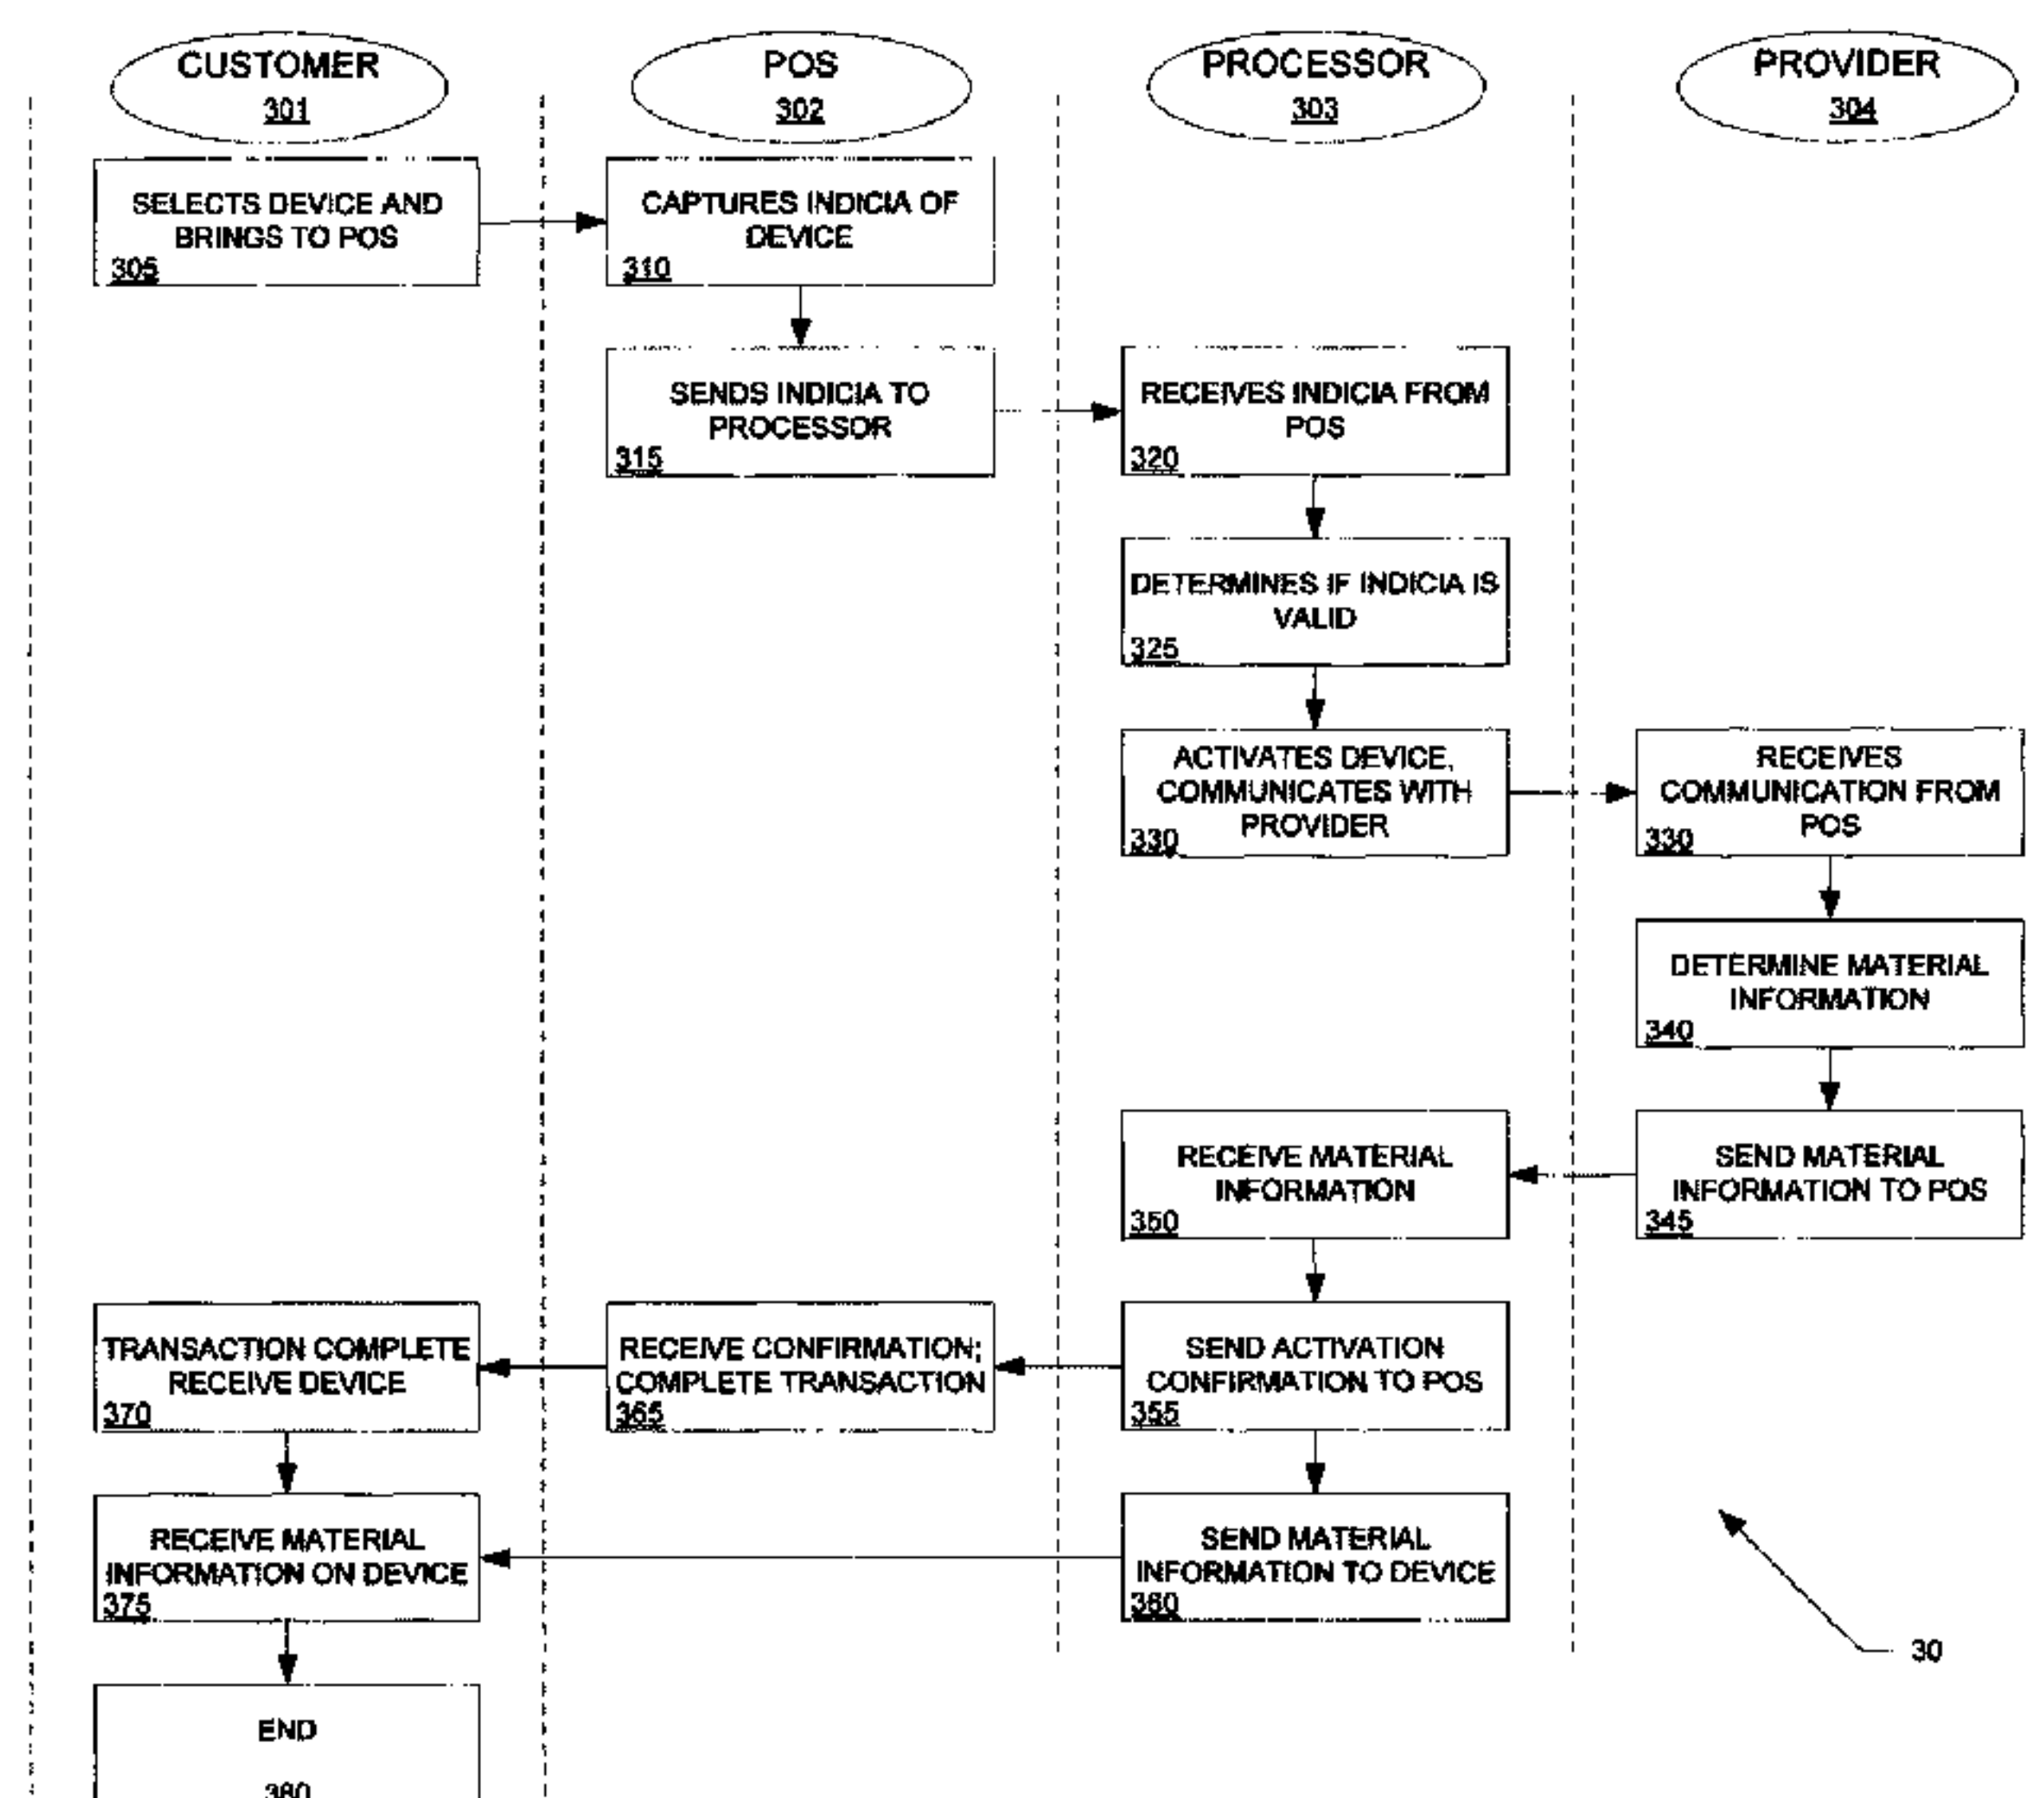 CUSTOMER
301
POS
302
PROCESSOR
303
PROVIDER
304
SELECTS DEVICE AND
BRINGS TO POS
305
CAPTURES INDICIA OF
DEVICE
310
SENDS INDICIA TO
PROCESSOR
315
RECEIVES INDICIA FROM
POS
320
DETERMINES IF INDICIA IS
VALID
325
ACTIVATES DEVICE,
COMMUNICATES WITH
PROVIDER
330
RECEIVES
COMMUNICATION FROM
POS
330
DETERMINE MATERIAL
INFORMATION
340
SEND MATERIAL
INFORMATION TO POS
345
RECEIVE MATERIAL
INFORMATION
350
SEND ACTIVATION
CONFIRMATION TO POS
355
RECEIVE CONFIRMATION;
COMPLETE TRANSACTION
365
TRANSACTION COMPLETE
RECEIVE DEVICE
370
SEND MATERIAL
INFORMATION TO DEVICE
360
RECEIVE MATERIAL
INFORMATION ON DEVICE
375
END
380
30